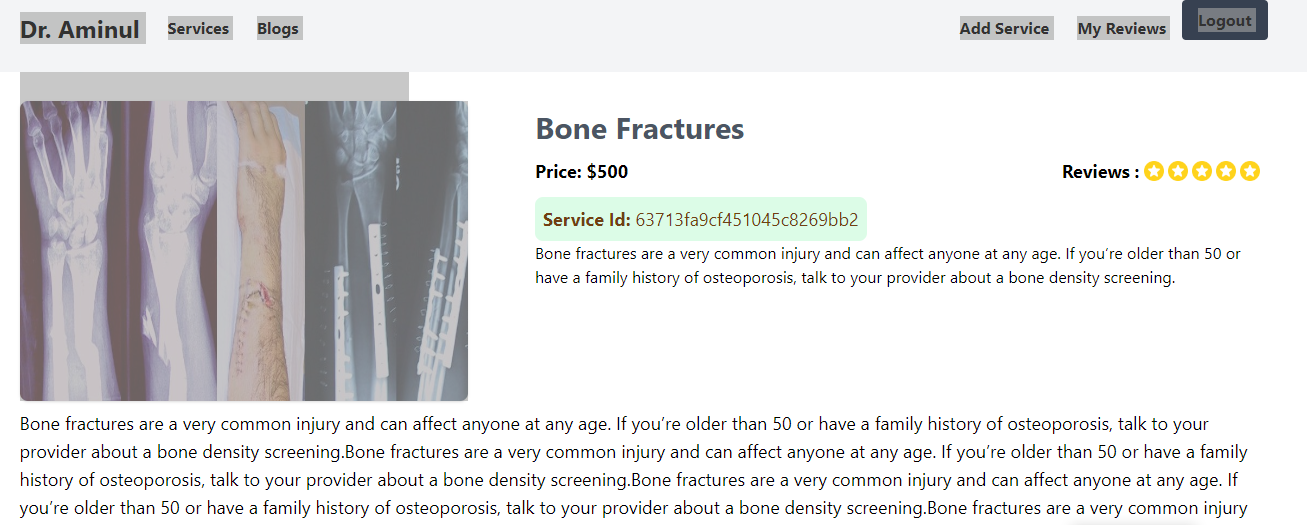 Dr. Aminul Services Blogs Add Service My Reviews Logout
Bone Fractures
Price: $500 Reviews :
Service Id: 63713fa9cf451045c8269bb2
Bone fractures are a very common injury and can affect anyone at any age. If you’re older than 50 or
have a family history of osteoporosis, talk to your provider about a bone density screening.
Bone fractures are a very common injury and can affect anyone at any age. If you’re older than 50 or have a family history of osteoporosis, talk to your
provider about a bone density screening.Bone fractures are a very common injury and can affect anyone at any age. If you’re older than 50 or have a family
history of osteoporosis, talk to your provider about a bone density screening.Bone fractures are a very common injury and can affect anyone at any age. If
you’re older than 50 or have a family history of osteoporosis, talk to your provider about a bone density screening.Bone fractures are a very common injury